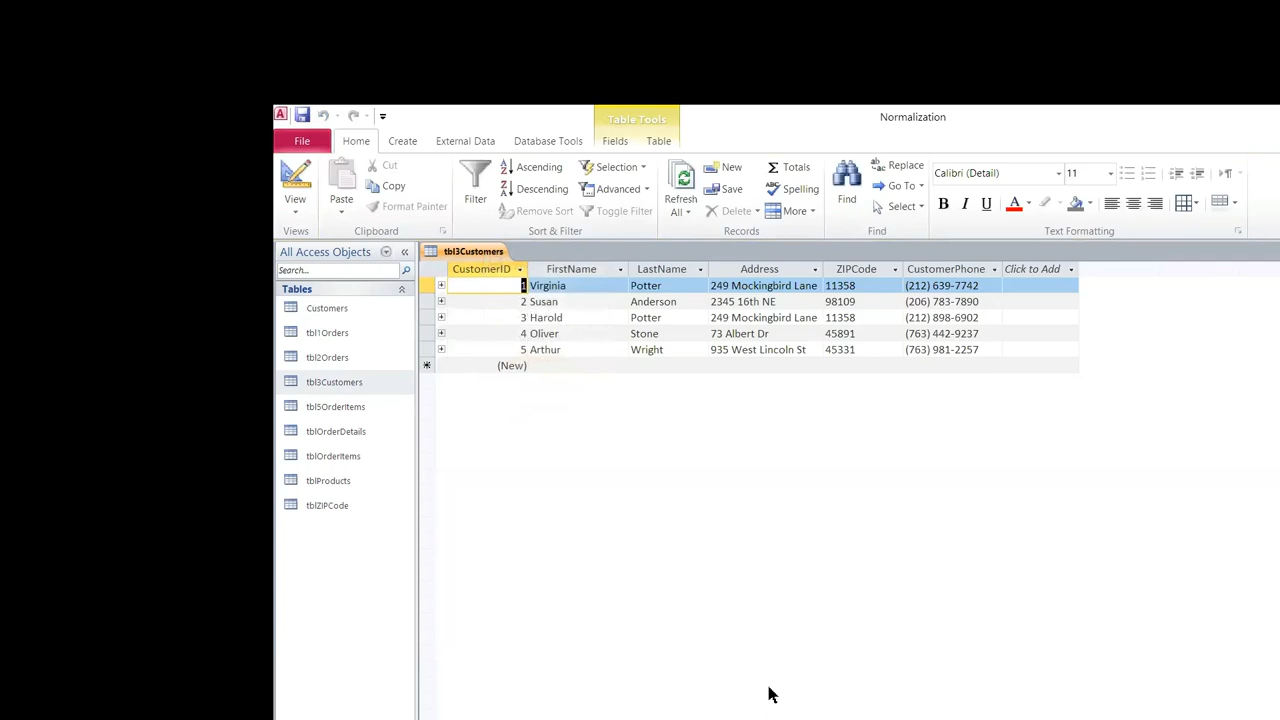 Table Tools
Normalization
File Home Create External Data Database Tools Fields Table
View
Views
Paste
Cut
Copy
Format Painter
Clipboard
Filter
Ascending
Descending
Remove Sort
Selection
Advanced
Toggle Filter
Sort & Filter
Refresh
All
New
Save
Delete
Totals
Spelling
More
Records
Find
Replace
Go To
Select
Find
Calibri (Detail) 11
B I U A
Text Formatting
All Access Objects
Search...
Tables
Customers
tbl1Orders
tbl2Orders
tbl3Customers
tbl5OrderItems
tblOrderDetails
tblOrderItems
tblProducts
tblZIPCode
tbl3Customers
CustomerID FirstName LastName Address ZIPCode CustomerPhone Click to Add
1 Virginia Potter 249 Mockingbird Lane 11358 (212) 639-7742
2 Susan Anderson 2345 16th NE 98109 (206) 783-7890
3 Harold Potter 249 Mockingbird Lane 11358 (212) 898-6902
4 Oliver Stone 73 Albert Dr 45891 (763) 442-9237
5 Arthur Wright 935 West Lincoln St 45331 (763) 981-2257
(New)